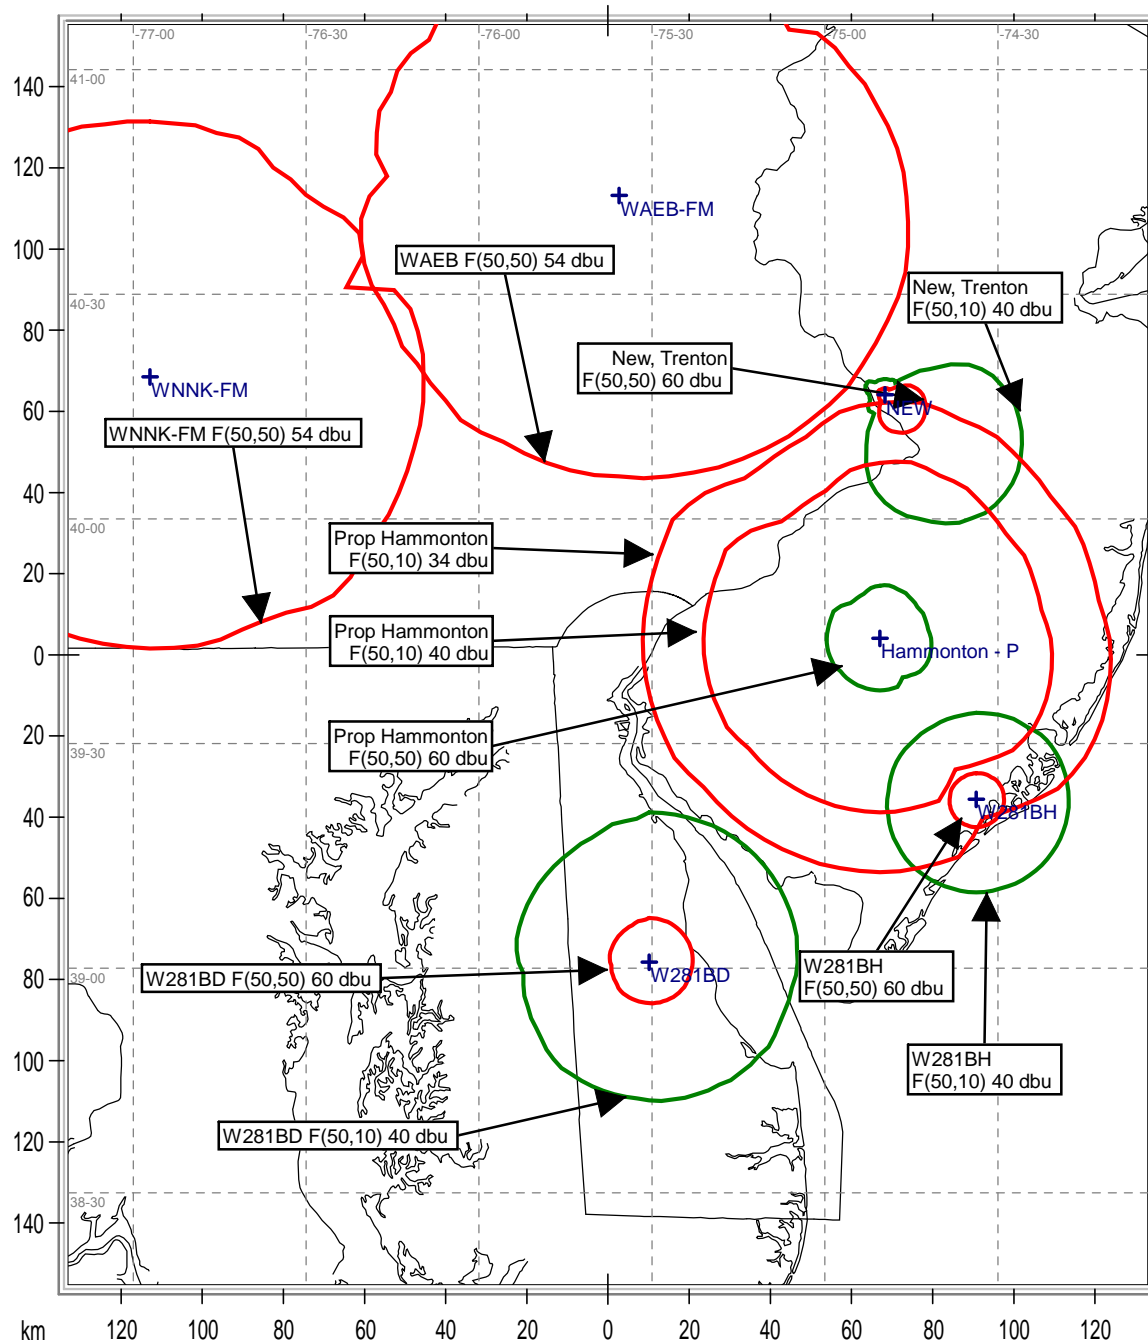 -77-00
-76-30
-76-00
-75-30
-75-00
-74-30
41-00
140
120
WAEB-FM
100
WAEB F(50,50) 54 dbu
New, Trenton
F(50,10) 40 dbu
40-30
80
New, Trenton
F(50,50) 60 dbu
WNNK-FM
60
NEW
WNNK-FM F(50,50) 54 dbu
40
40-00
Prop Hammonton
F(50,10) 34 dbu
20
Prop Hammonton
F(50,10) 40 dbu
0
Hammonton - P
20
Prop Hammonton
F(50,50) 60 dbu
39-30
40
W281BH
60
W281BH
F(50,50) 60 dbu
W281BD F(50,50) 60 dbu
W281BD
39-00
80
100
W281BH
F(50,10) 40 dbu
120
W281BD F(50,10) 40 dbu
38-30
140
km
120
100
80
60
40
20
0
20
40
60
80
100
120